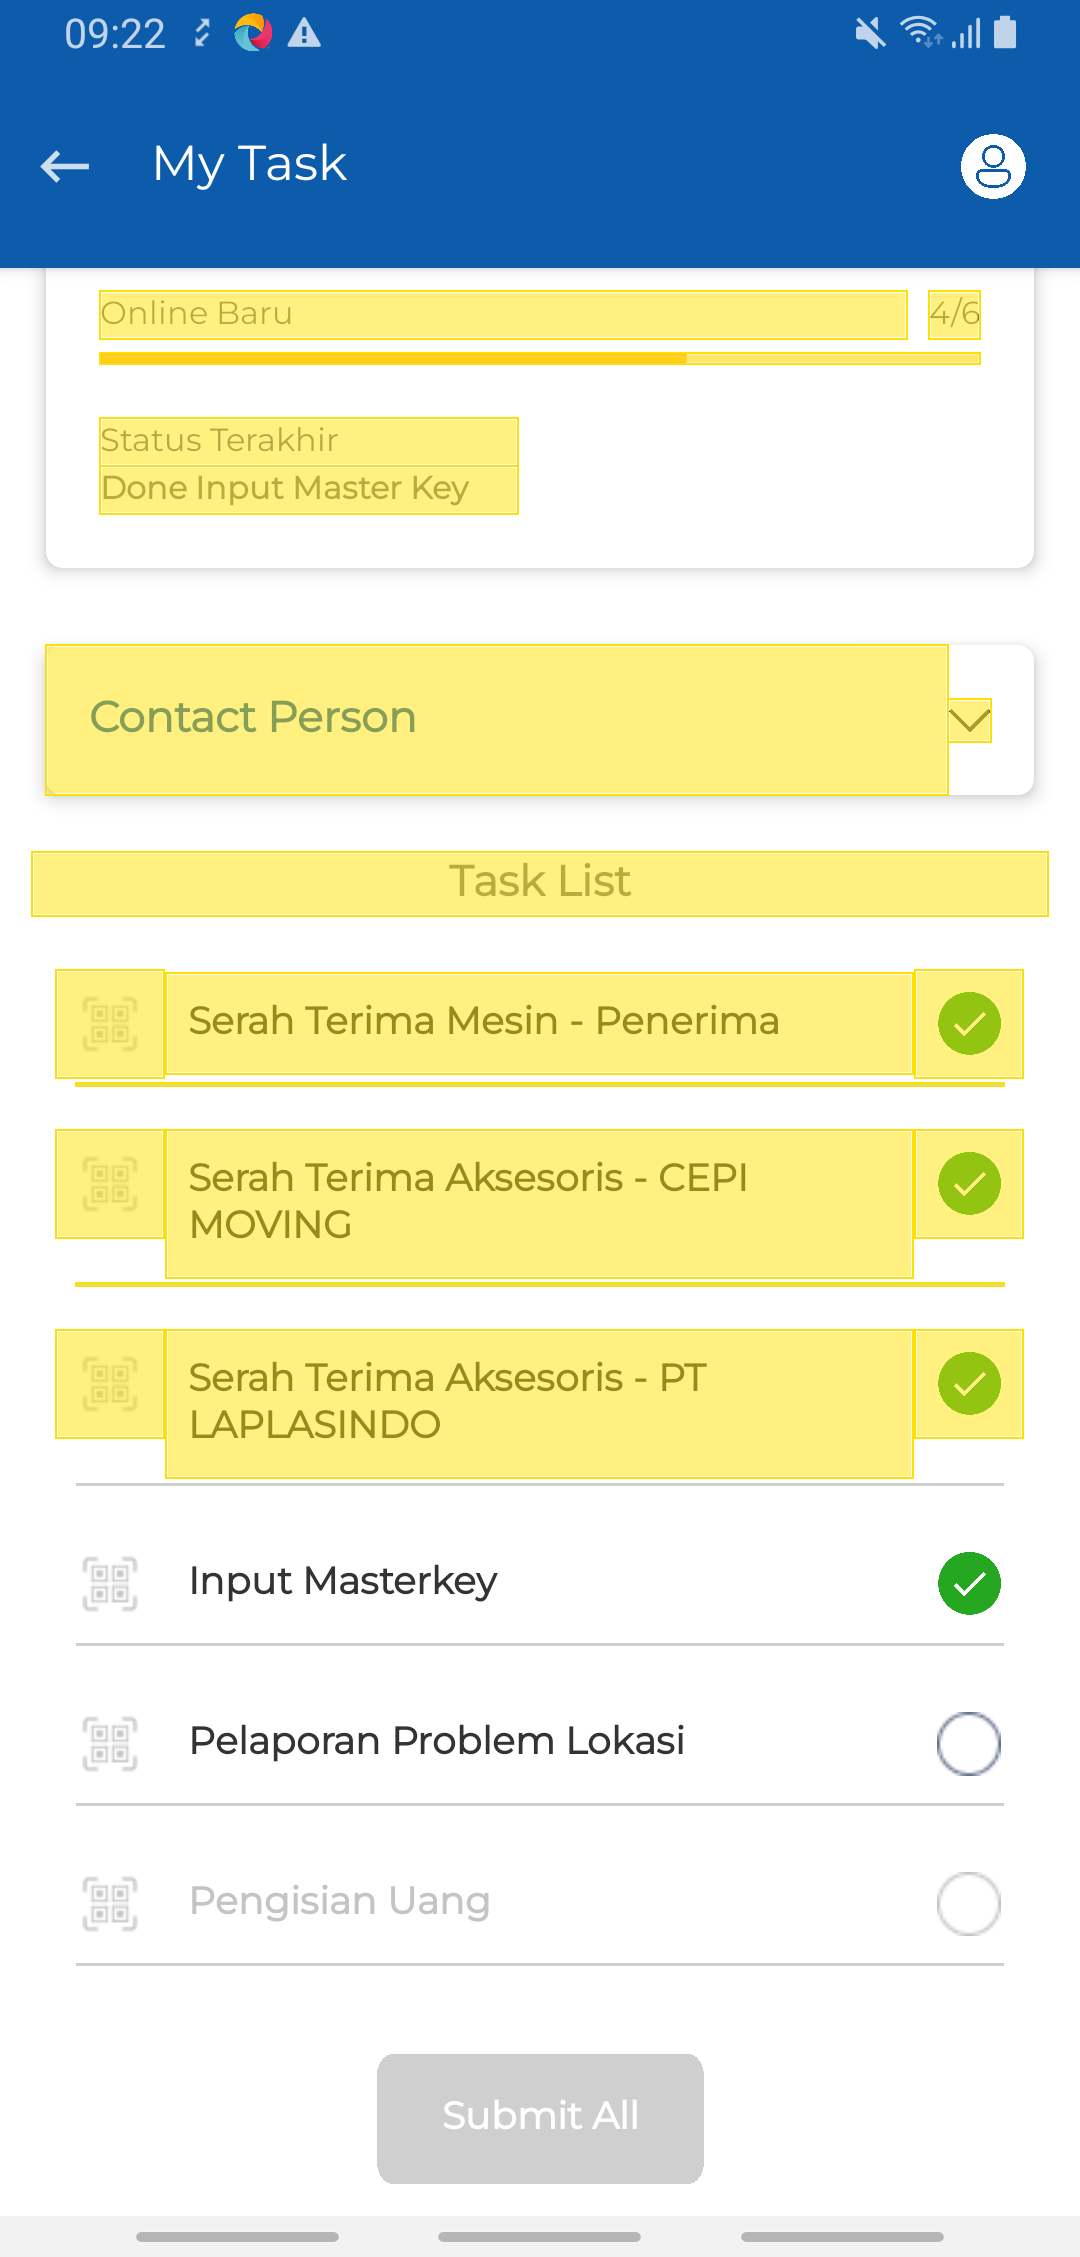 09:22
My Task
Online Baru 4/6
Status Terakhir
Done Input Master Key
Contact Person
Task List
Serah Terima Mesin - Penerima
Serah Terima Aksesoris - CEPI
MOVING
Serah Terima Aksesoris - PT
LAPLASINDO
Input Masterkey
Pelaporan Problem Lokasi
Pengisian Uang
Submit All